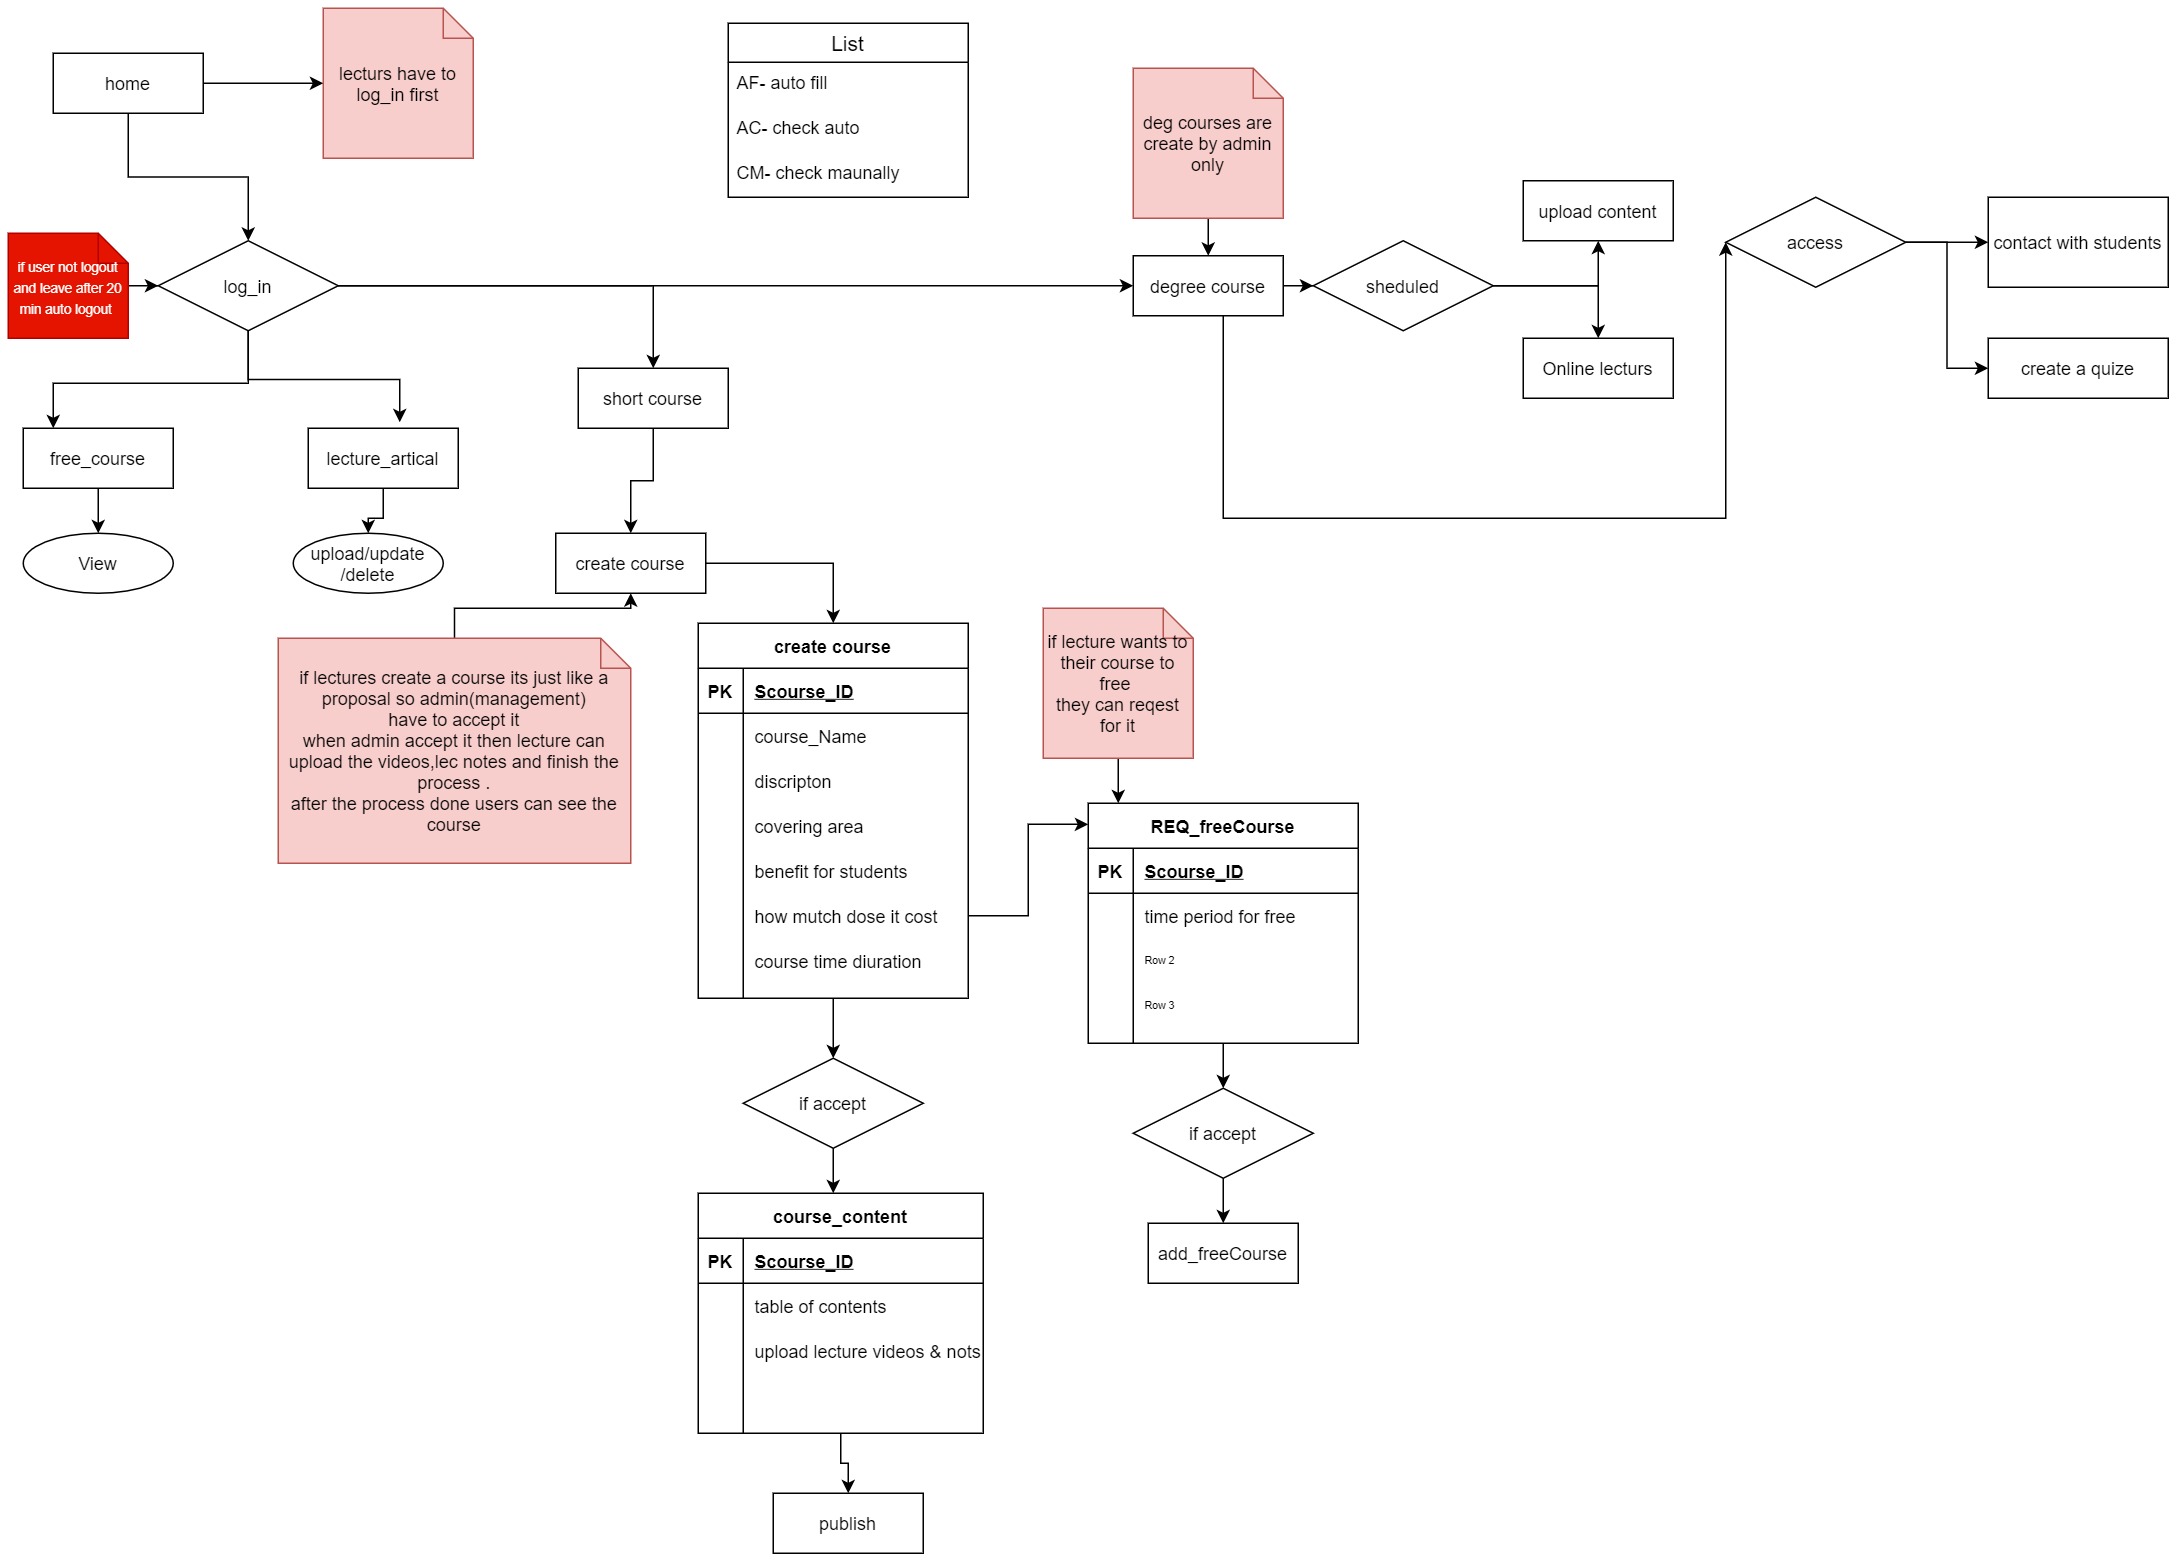 home
lecturs have to
log_in first
List
AF- auto fill
AC- check auto
CM- check maunally
deg courses are
create by admin
only
upload content
access
contact with students
if user not logout
and leave after 20
min auto logout
log_in
degree course
sheduled
Online lecturs
create a quize
short course
free_course
lecture_artical
View
upload/update
/delete
create course
if lectures create a course its just like a
proposal so admin(management)
have to accept it
when admin accept it then lecture can
upload the videos,lec notes and finish the
process .
after the process done users can see the
course
create course
PK Scourse_ID
course_Name
discripton
covering area
benefit for students
how mutch dose it cost
course time diuration
if lecture wants to
their course to
free
they can reqest
for it
REQ_freeCourse
PK Scourse_ID
time period for free
Row 2
Row 3
if accept
if accept
course_content
PK Scourse_ID
table of contents
upload lecture videos & nots
add_freeCourse
publish